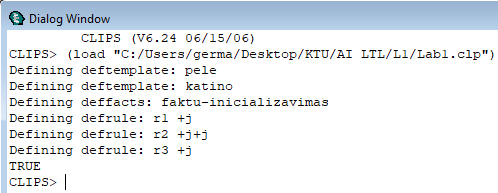 Dialog Window
CLIPS (V6.24 06/15/06)
CLIPS> (load "C:/Users/germa/Desktop/KTU/AI LTL/L1/Lab1.clp")
Defining deftemplate: pele
Defining deftemplate: katino
Defining deffacts: faktu-inicializavimas
Defining defrule: r1 +j
Defining defrule: r2 +j+j
Defining defrule: r3 +j
TRUE
CLIPS>